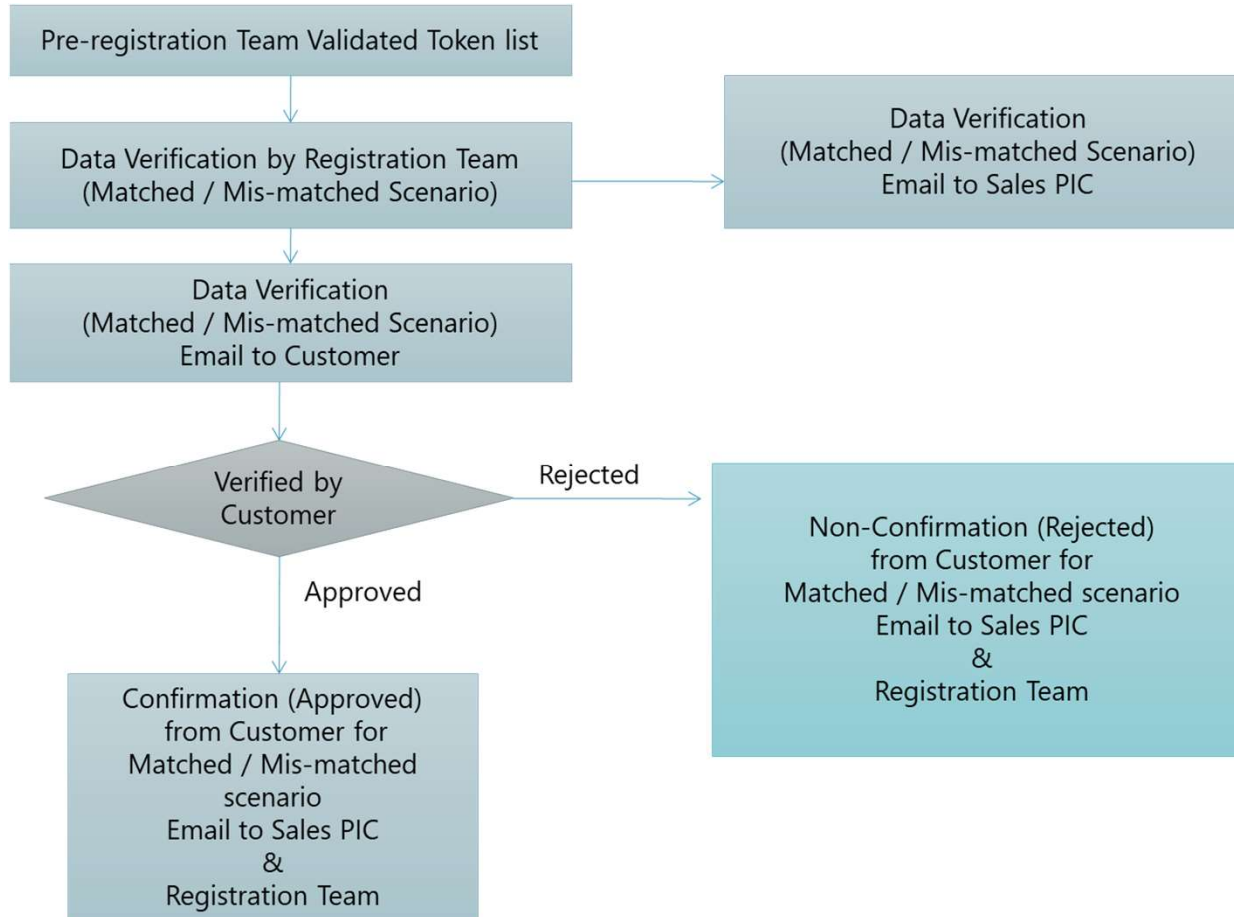 Pre-registration Team Validated Token list
Data Verification by Registration Team
(Matched / Mis-matched Scenario)
Data Verification
(Matched / Mis-matched Scenario)
Email to Sales PIC
Data Verification
(Matched / Mis-matched Scenario)
Email to Customer
Verified by
Customer
Rejected
Non-Confirmation (Rejected)
from Customer for
Matched / Mis-matched scenario
Email to Sales PIC
&
Registration Team
Approved
Confirmation (Approved)
from Customer for
Matched / Mis-matched
scenario
Email to Sales PIC
&
Registration Team